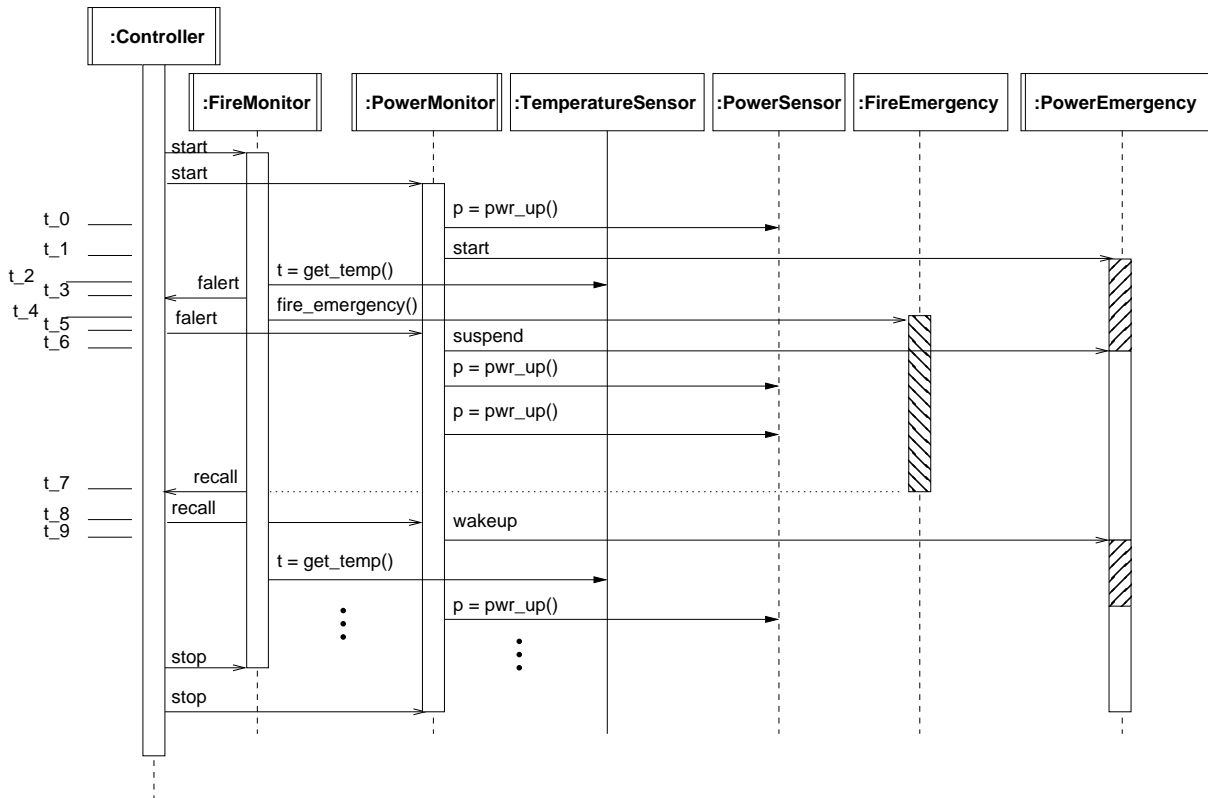 :Controller
:FireMonitor
:PowerMonitor
:TemperatureSensor
:PowerSensor
:FireEmergency
:PowerEmergency
start
start
t_0
p = pwr_up()
t_1
start
t_2
t = get_temp()
t_3
falert
t_4
fire_emergency()
t_5
falert
t_6
suspend
p = pwr_up()
p = pwr_up()
t_7
recall
t_8
recall
t_9
wakeup
t = get_temp()
p = pwr_up()
stop
stop